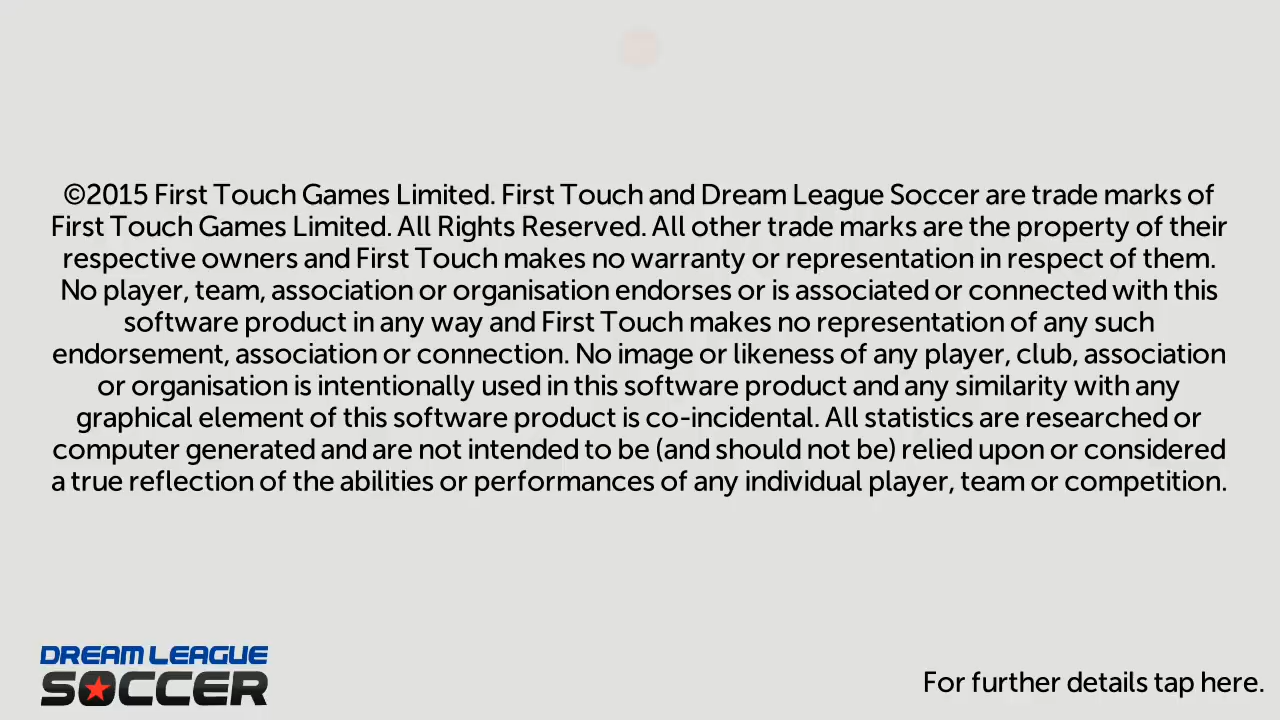 ©2015 First Touch Games Limited. First Touch and Dream League Soccer are trade marks of
First Touch Games Limited. All Rights Reserved. All other trade marks are the property of their
respective owners and First Touch makes no warranty or representation in respect of them.
No player, team, association or organisation endorses or is associated or connected with this
software product in any way and First Touch makes no representation of any such
endorsement, association or connection. No image or likeness of any player, club, association
or organisation is intentionally used in this software product and any similarity with any
graphical element of this software product is co-incidental. All statistics are researched or
computer generated and are not intended to be (and should not be) relied upon or considered
a true reflection of the abilities or performances of any individual player, team or competition.
DREAM LEAGUE
SOCCER
For further details tap here.